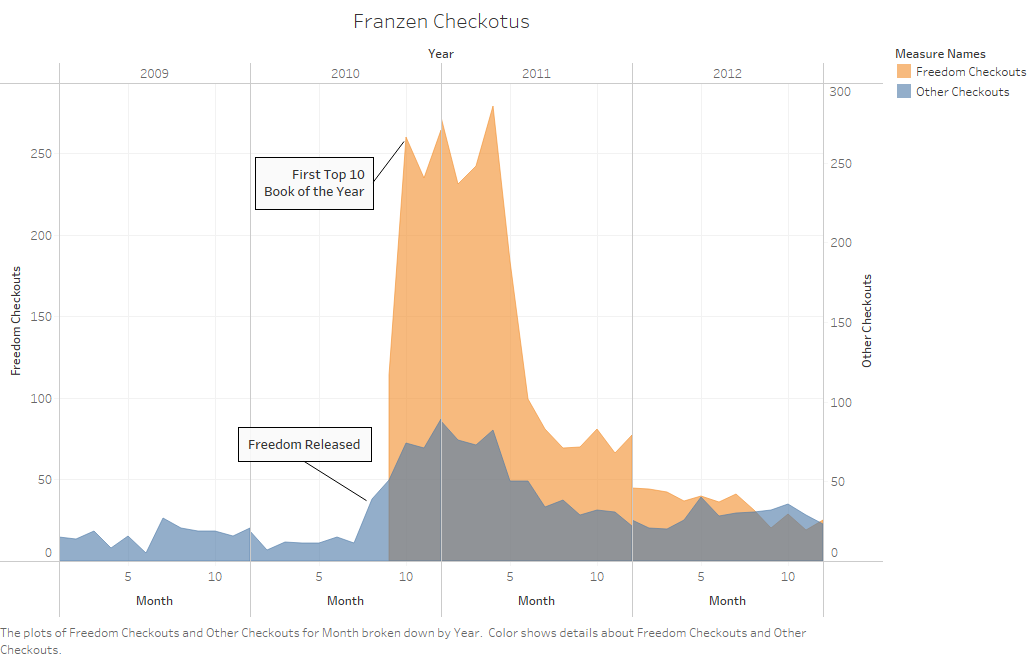 Franzen Checkotus
Year
2009 2010 2011 2012
Measure Names
Freedom Checkouts
Other Checkouts
Freedom Checkouts
250
200
150
100
50
0
First Top 10
Book of the Year
Freedom Released
300
250
200
150
100
50
0
Other Checkouts
5 10 5 10 5 10 5 10
Month Month Month Month
The plots of Freedom Checkouts and Other Checkouts for Month broken down by Year. Color shows details about Freedom Checkouts and Other
Checkouts.